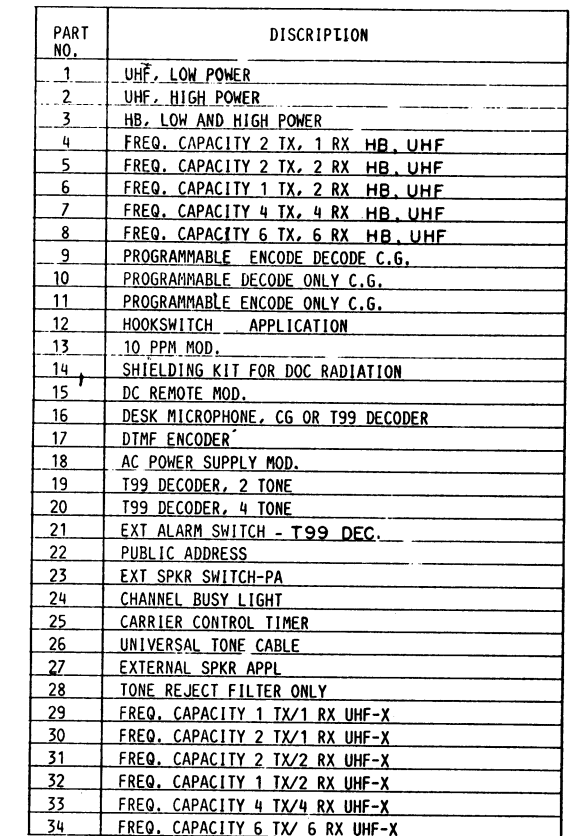 PART NO. DISCRIPTION
1 UHF, LOW POWER
2 UHF, HIGH POWER
3 HB, LOW AND HIGH POWER
4 FREQ. CAPACITY 2 TX, 1 RX HB, UHF
5 FREQ. CAPACITY 2 TX, 2 RX HB, UHF
6 FREQ. CAPACITY 1 TX, 2 RX HB, UHF
7 FREQ. CAPACITY 4 TX, 4 RX HB, UHF
8 FREQ. CAPACITY 6 TX, 6 RX HB, UHF
9 PROGRAMMABLE ENCODE DECODE C.G.
10 PROGRAMMABLE DECODE ONLY C.G.
11 PROGRAMMABLE ENCODE ONLY C.G.
12 HOOKSWITCH APPLICATION
13 10 PPM MOD.
14 SHIELDING KIT FOR DOC RADIATION
15 DC REMOTE MOD.
16 DESK MICROPHONE, CG OR T99 DECODER
17 DTMF ENCODER
18 AC POWER SUPPLY MOD.
19 T99 DECODER, 2 TONE
20 T99 DECODER, 4 TONE
21 EXT ALARM SWITCH - T99 DEC.
22 PUBLIC ADDRESS
23 EXT SPKR SWITCH-PA
24 CHANNEL BUSY LIGHT
25 CARRIER CONTROL TIMER
26 UNIVERSAL TONE CABLE
27 EXTERNAL SPKR APPL
28 TONE REJECT FILTER ONLY
29 FREQ. CAPACITY 1 TX/1 RX UHF-X
30 FREQ. CAPACITY 2 TX/1 RX UHF-X
31 FREQ. CAPACITY 2 TX/2 RX UHF-X
32 FREQ. CAPACITY 1 TX/2 RX UHF-X
33 FREQ. CAPACITY 4 TX/4 RX UHF-X
34 FREQ. CAPACITY 6 TX/ 6 RX UHF-X